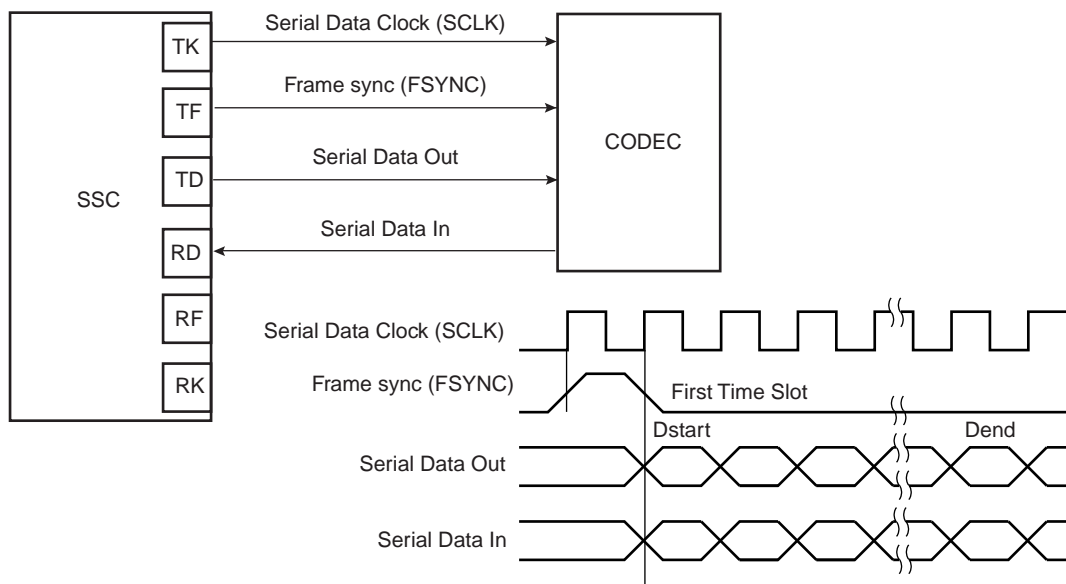 SSC
TK
TF
TD
RD
RF
RK
Serial Data Clock (SCLK)
Frame sync (FSYNC)
Serial Data Out
Serial Data In
CODEC
Serial Data Clock (SCLK)
Frame sync (FSYNC)
First Time Slot
Dstart
Dend
Serial Data Out
Serial Data In